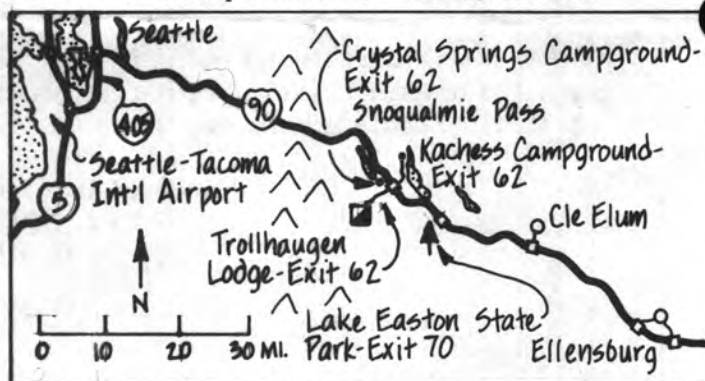 Seattle
Crystal Springs Campground-
Exit 62
Snoqualmie Pass
90
405
Kachess Campground-
Exit 62
Seattle-Tacoma
Int'l Airport
5
Cle Elum
Trollhaugen
Lodge-Exit 62
N
Lake Easton State
Park-Exit 70
Ellensburg
0 10 20 30 MI.